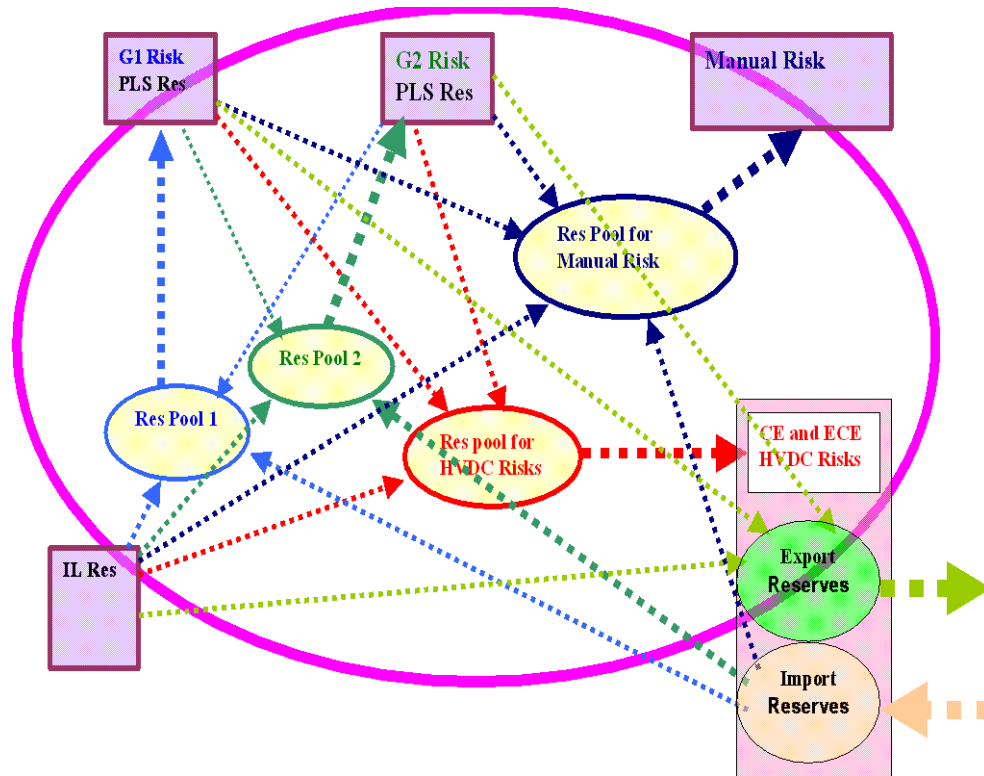 G1 Risk
PLS Res
G2 Risk
PLS Res
Manual Risk
Res Pool for
Manual Risk
Res Pool 2
Res Pool 1
Res pool for
HVDC Risks
CE and ECE
HVDC Risks
IL Res
Export
Reserves
Import
Reserves